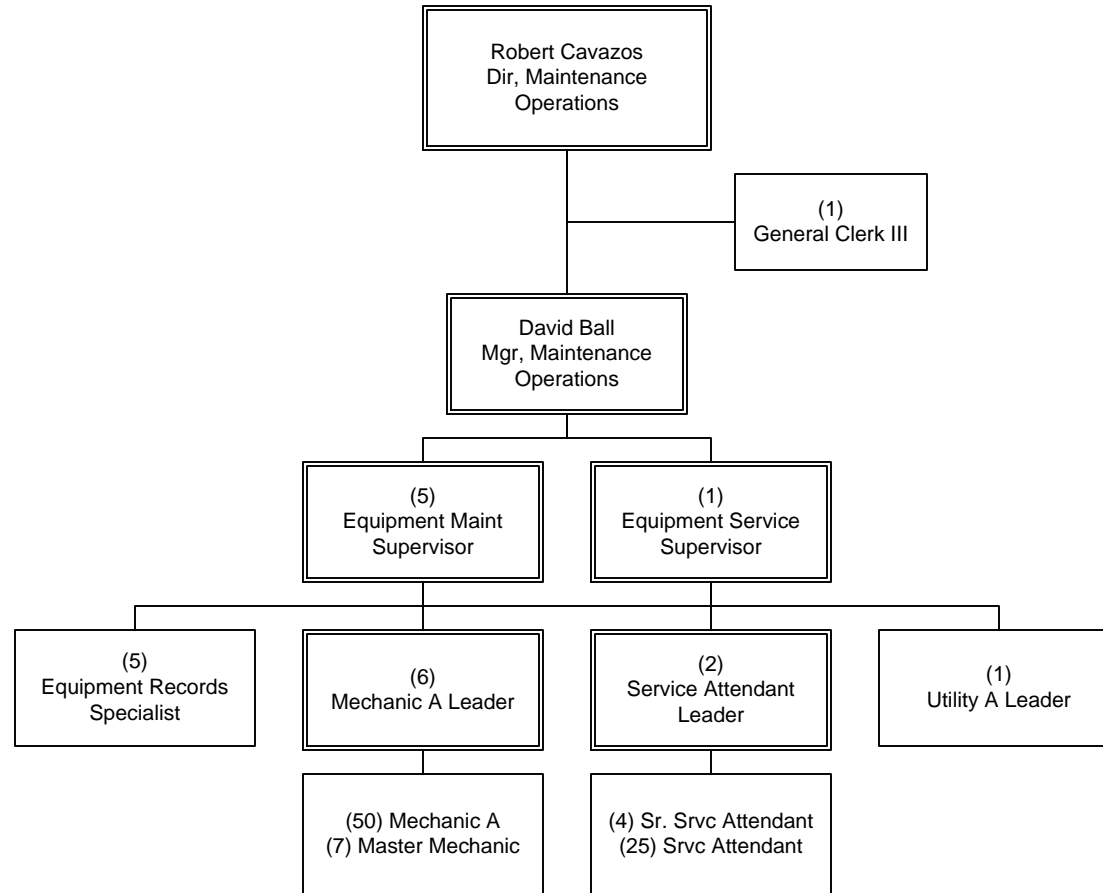 Robert Cavazos
Dir, Maintenance
Operations
(1)
General Clerk III
David Ball
Mgr, Maintenance
Operations
(5)
Equipment Maint
Supervisor
(1)
Equipment Service
Supervisor
(5)
Equipment Records
Specialist
(6)
Mechanic A Leader
(2)
Service Attendant
Leader
(1)
Utility A Leader
(50) Mechanic A
(7) Master Mechanic
(4) Sr. Srvc Attendant
(25) Srvc Attendant